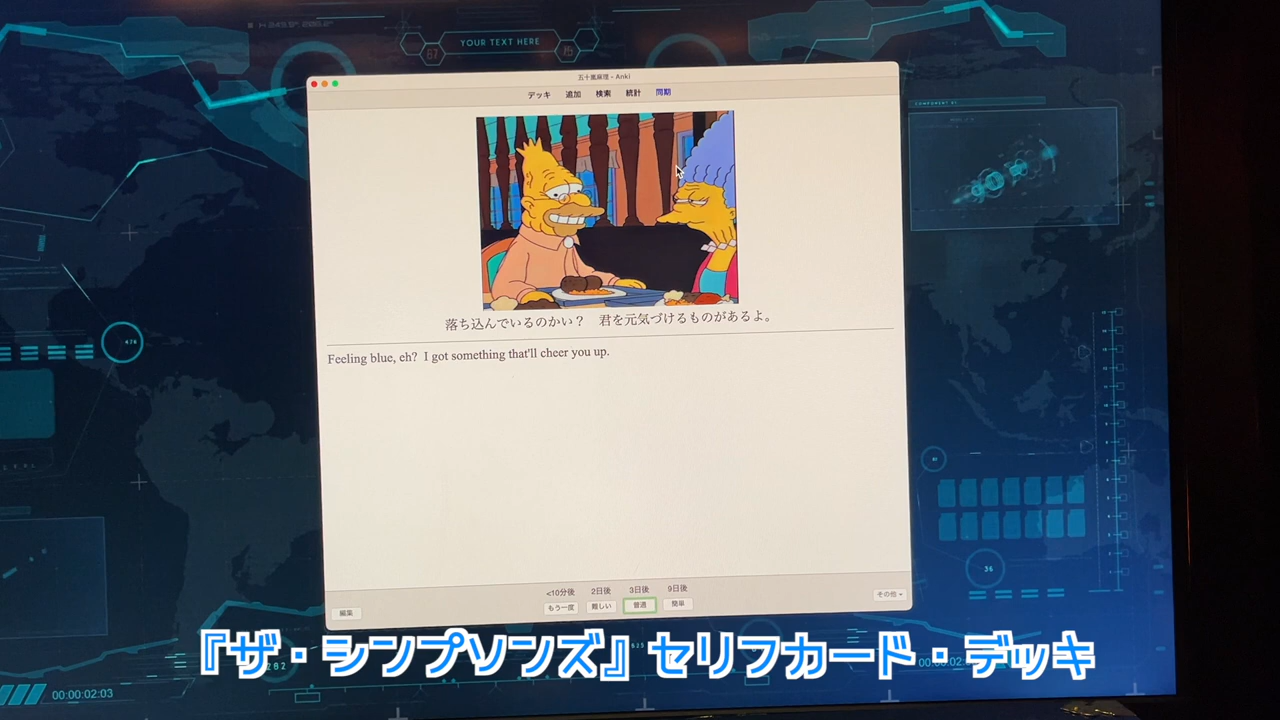 YOUR TEXT HERE
五十嵐麻理 - Anki
デッキ 追加 検索 統計 同期
落ち込んでいるのかい？ 君を元気づけるものがあるよ。
Feeling blue, eh? I got something that'll cheer you up.
<10分後 2日後 3日後 9日後
編集 もう一度 難しい 普通 簡単 その他
『ザ・シンプソンズ』セリフカード・デッキ
36
00:00:02:03